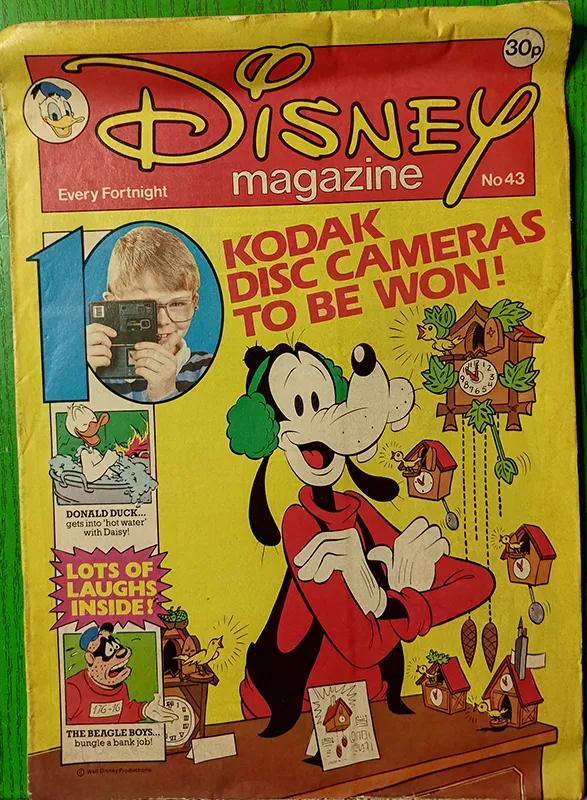 30p
DISNEY
magazine
Every Fortnight
No 43
10
KODAK
DISC CAMERAS
TO BE WON!
DONALD DUCK...
gets into 'hot water'
with Daisy!
LOTS OF
LAUGHS
INSIDE!
176-16
THE BEAGLE BOYS...
bungle a bank job!
© Walt Disney Productions